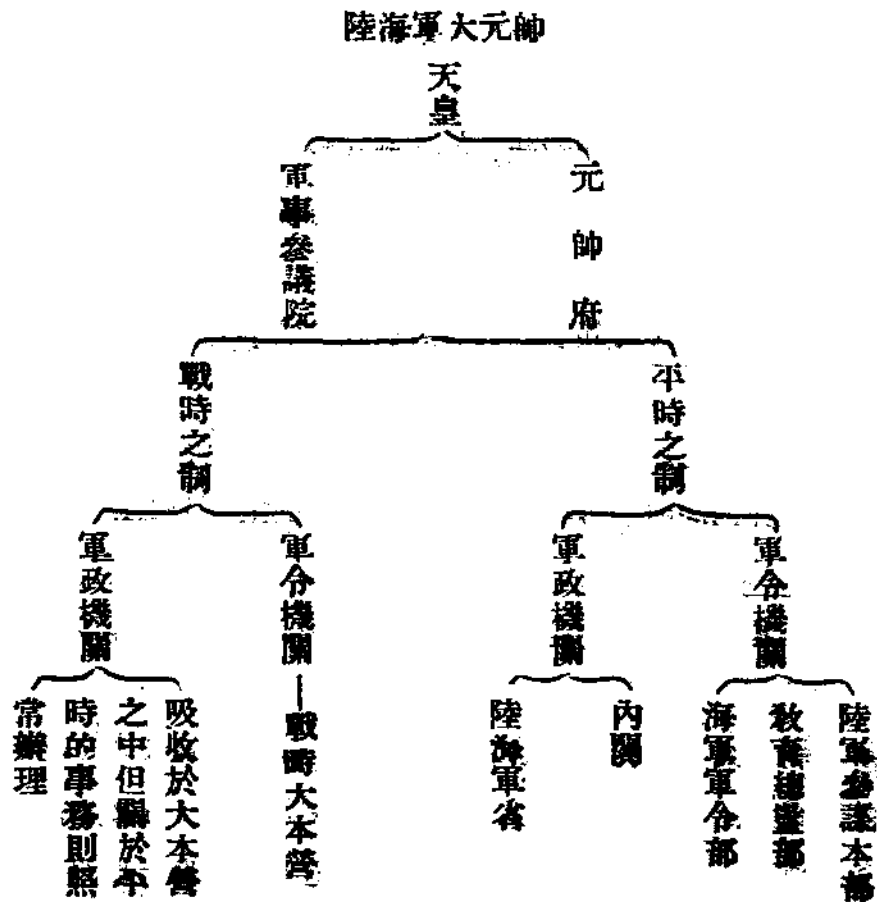 陸海軍大元帥
天皇
元帥府
軍事參議院
平時之制
戰時之制
軍令機關
軍政機關
軍令機關
軍政機關
陸軍參謀本部
教育總監部
海軍軍令部
內閣
陸海軍省
戰時大本營
吸收於大本營
之中但關於平
時的事務則照
常辦理